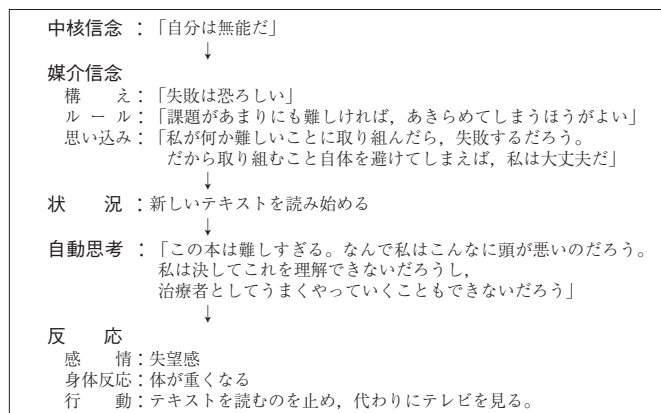 中核信念：「自分は無能だ」
↓
媒介信念
構え：「失敗は恐ろしい」
ルール：「課題があまりにも難しければ，あきらめてしまうほうがよい」
思い込み：「私が何か難しいことに取り組んだら，失敗するだろう。
だから取り組むこと自体を避けてしまえば，私は大丈夫だ」
↓
状況：新しいテキストを読み始める
↓
自動思考：「この本は難しすぎる。なんで私はこんなに頭が悪いのだろう。
私は決してこれを理解できないだろうし，
治療者としてうまくやっていくこともできないだろう」
↓
反応
感情：失望感
身体反応：体が重くなる
行動：テキストを読むのを止め，代わりにテレビを見る。